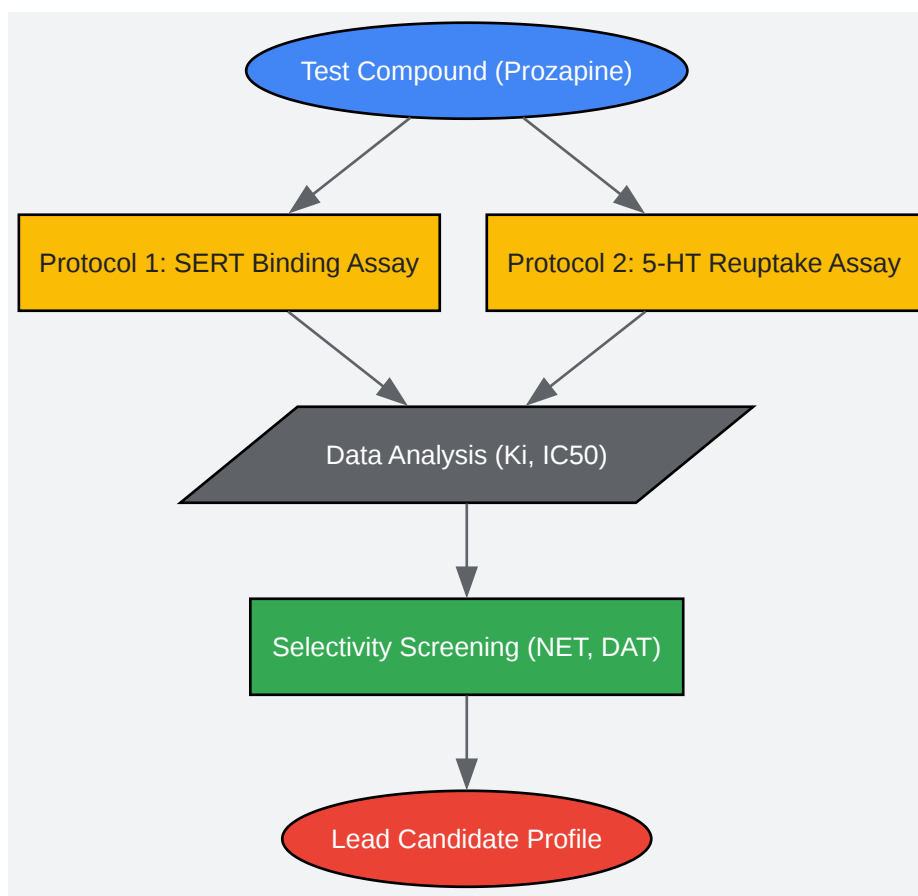 Test Compound (Prozapine)
Protocol 1: SERT Binding Assay
Protocol 2: 5-HT Reuptake Assay
Data Analysis (Ki, IC50)
Selectivity Screening (NET, DAT)
Lead Candidate Profile